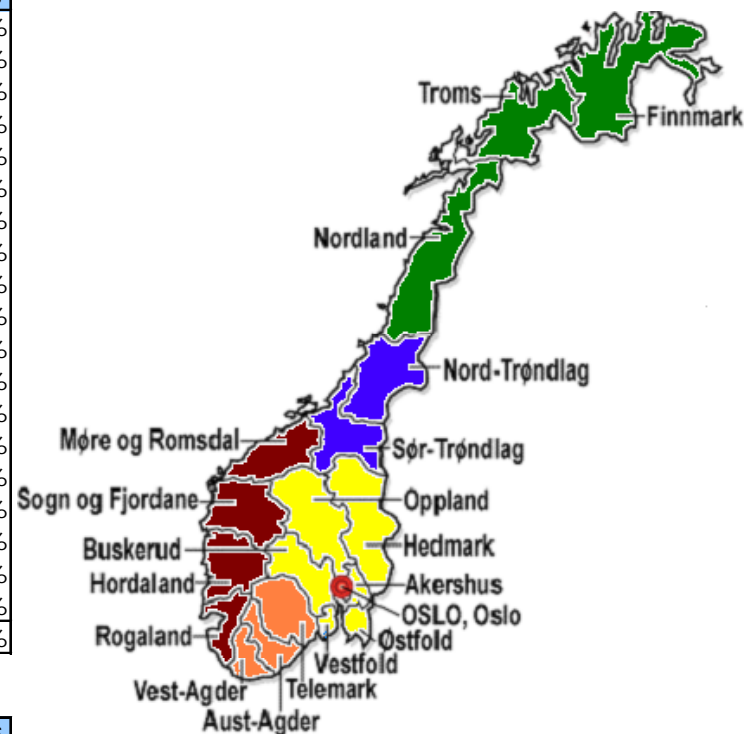 Troms
Finnmark
Nordland
Nord-Trøndlag
Møre og Romsdal
Sør-Trøndlag
Sogn og Fjordane
Oppland
Buskerud
Hedmark
Hordaland
Akershus
OSLO, Oslo
Rogaland
Østfold
Vestfold
Vest-Agder
Telemark
Aust-Agder